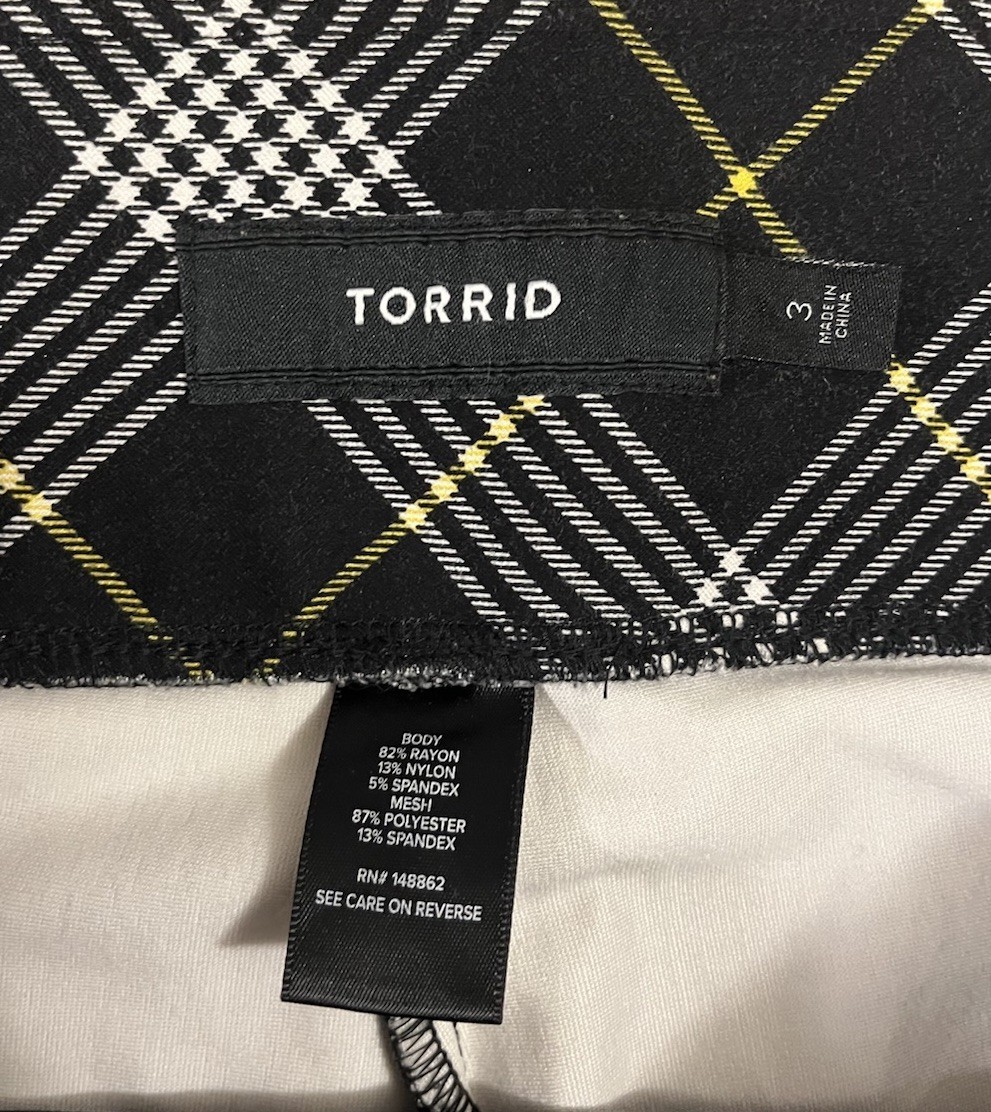 TORRID
3
MADE IN
CHINA
BODY
82% RAYON
13% NYLON
5% SPANDEX
MESH
87% POLYESTER
13% SPANDEX
RN# 148862
SEE CARE ON REVERSE